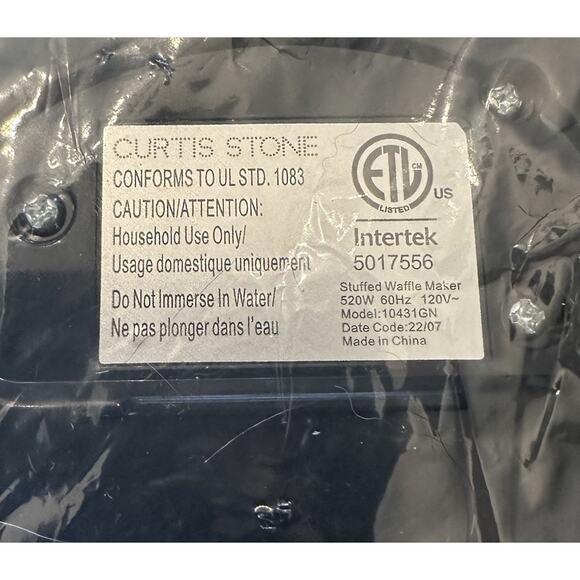 CURTIS STONE
CONFORMS TO UL STD. 1083
CAUTION/ATTENTION:
Household Use Only/
Usage domestique uniquement
Do Not Immerse In Water/
Ne pas plonger dans l'eau
ETL CM
LISTED
US
Intertek
5017556
Stuffed Waffle Maker
520W 60Hz 120V~
Model:10431GN
Date Code:22/07
Made in China